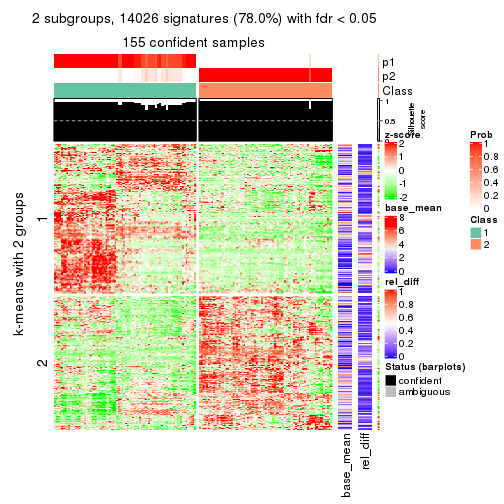 2 subgroups, 14026 signatures (78.0%) with fdr < 0.05
155 confident samples
p1
p2
Class
1
0.5
0
Silhouette
score
k-means with 2 groups
1
2
z-score
2
1
0
-1
-2
base_mean
8
6
4
2
0
rel_diff
1
0.8
0.6
0.4
0.2
0
Status (barplots)
confident
ambiguous
Prob
1
0.8
0.6
0.4
0.2
0
Class
1
2
base_mean
rel_diff